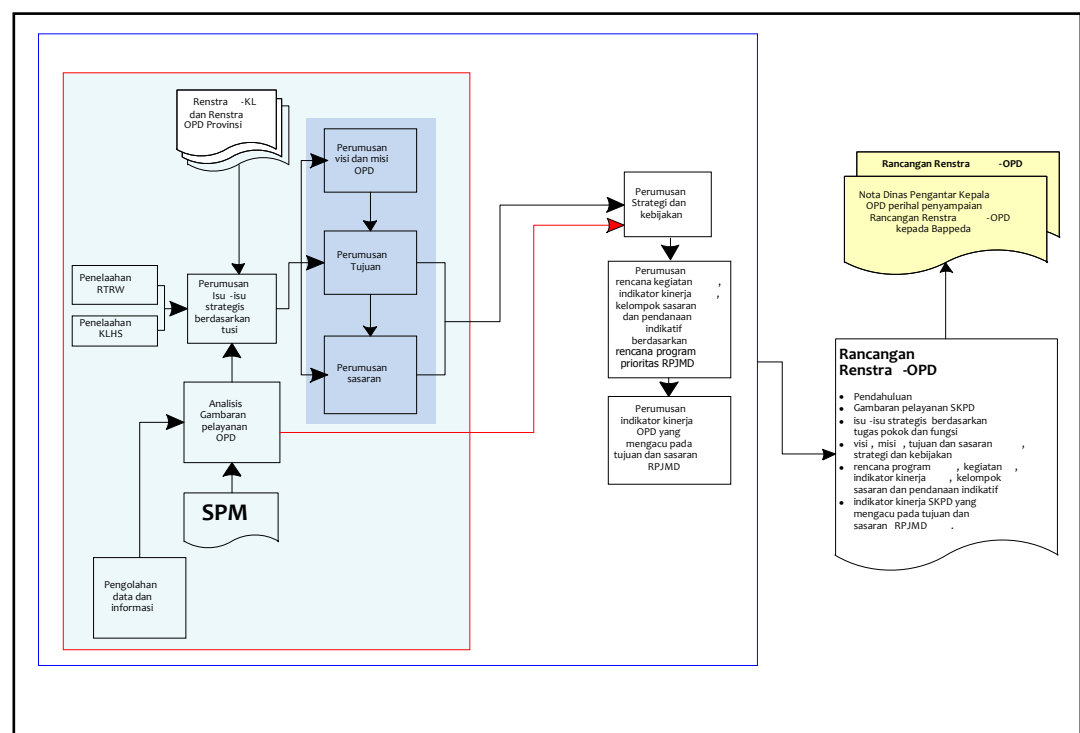 Renstra -KL
dan Renstra
OPD Provinsi
Perumusan
visi dan misi
OPD
Perumusan
Tujuan
Perumusan
sasaran
Penelaahan
RTRW
Penelaahan
KLHS
Perumusan
Isu -isu
strategis
berdasarkan
tusi
Analisis
Gambaran
pelayanan
OPD
SPM
Pengolahan
data dan
informasi
Perumusan
Strategi dan
kebijakan
Perumusan
rencana kegiatan ,
indikator kinerja ,
kelompok sasaran
dan pendanaan
indikatif
berdasarkan
rencana program
prioritas RPJMD
Perumusan
indikator kinerja
OPD yang
mengacu pada
tujuan dan sasaran
RPJMD
Rancangan Renstra -OPD
Nota Dinas Pengantar Kepala
OPD perihal penyampaian
Rancangan Renstra -OPD
kepada Bappeda
Rancangan
Renstra -OPD
• Pendahuluan
• Gambaran pelayanan SKPD
• isu -isu strategis berdasarkan
tugas pokok dan fungsi
• visi , misi , tujuan dan sasaran ,
strategi dan kebijakan
• rencana program , kegiatan ,
indikator kinerja , kelompok
sasaran dan pendanaan indikatif
• indikator kinerja SKPD yang
mengacu pada tujuan dan
sasaran RPJMD .